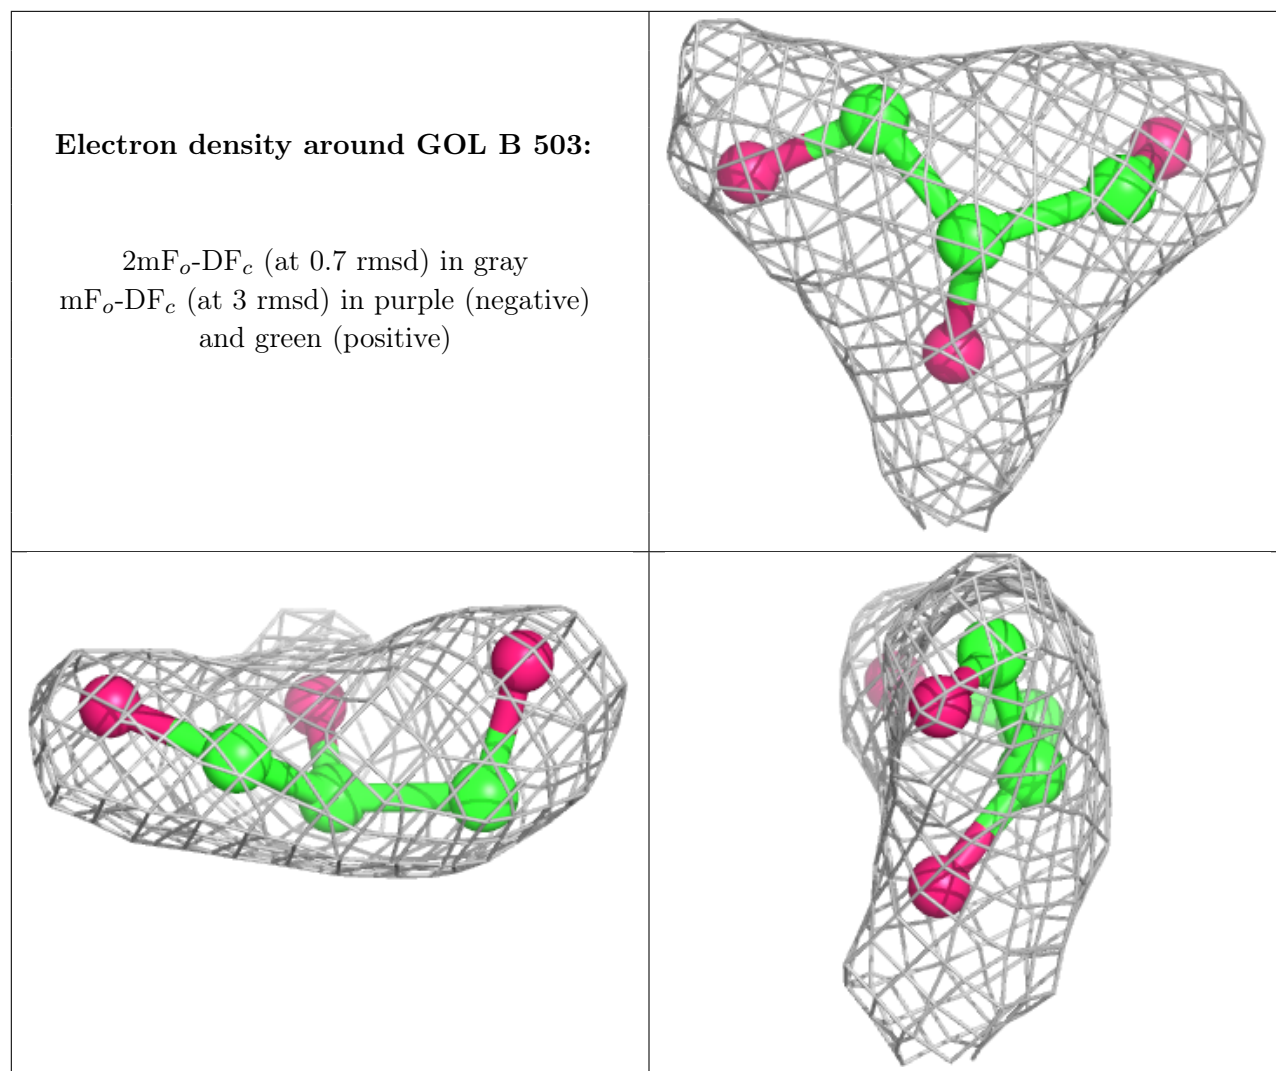 Electron density around GOL B 503:
2mFo-DFc (at 0.7 rmsd) in gray
mFo-DFc (at 3 rmsd) in purple (negative)
and green (positive)